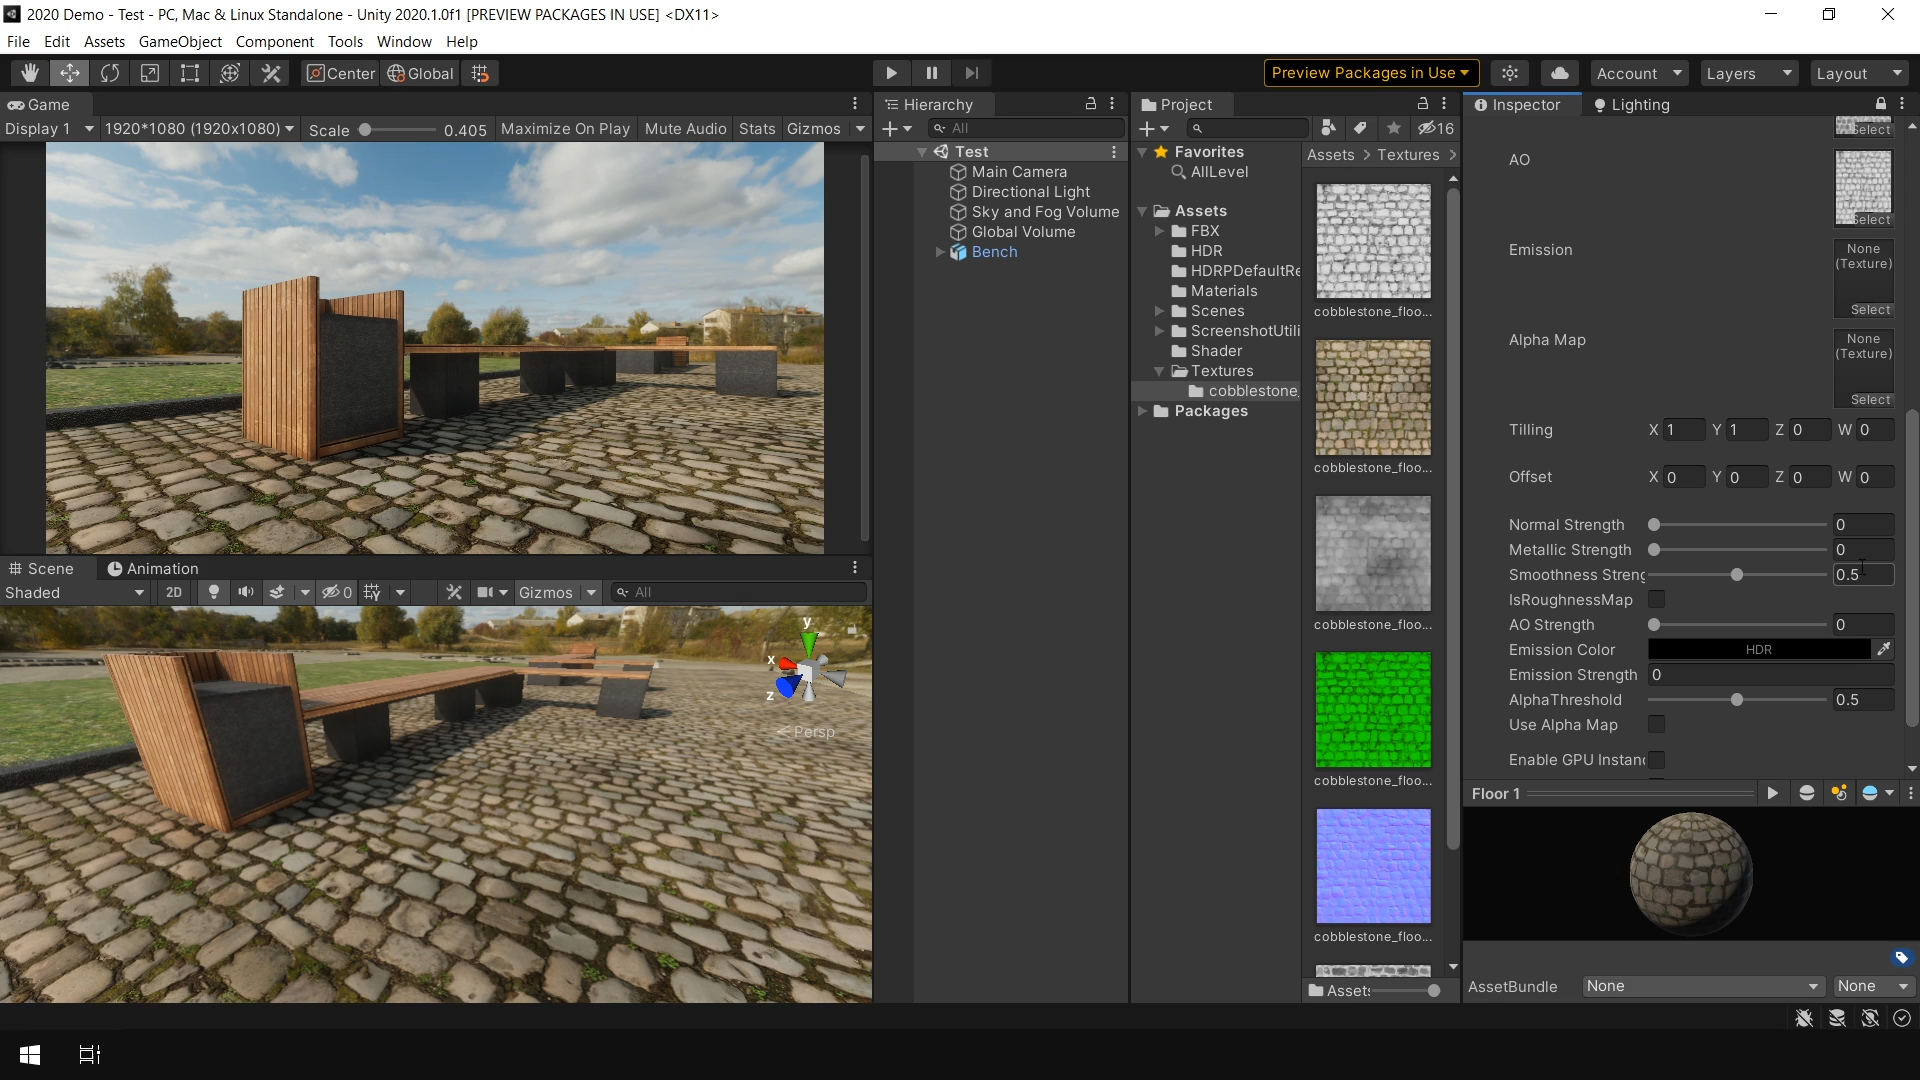 2020 Demo - Test - PC, Mac & Linux Standalone - Unity 2020.1.0f1 [PREVIEW PACKAGES IN USE] <DX11>
File Edit Assets GameObject Component Tools Window Help
Center Global Preview Packages in Use Account Layers Layout
Game
Display 1 1920*1080 (1920x1080) Scale 0.405 Maximize On Play Mute Audio Stats Gizmos
Scene Animation
Shaded 2D 0 Gizmos All
y
x
z
Persp
Hierarchy
All
Test
Main Camera
Directional Light
Sky and Fog Volume
Global Volume
Bench
Project
16
Favorites
AllLevel
Assets
FBX
HDR
HDRPDefaultRe
Materials
Scenes
ScreenshotUtili
Shader
Textures
cobblestone_
Packages
Assets > Textures >
cobblestone_floo...
cobblestone_floo...
cobblestone_floo...
cobblestone_floo...
cobblestone_floo...
Asset:
Inspector Lighting
Select
AO
Select
Emission
None
(Texture)
Select
Alpha Map
None
(Texture)
Select
Tilling X 1 Y 1 Z 0 W 0
Offset X 0 Y 0 Z 0 W 0
Normal Strength 0
Metallic Strength 0
Smoothness Streng 0.5
IsRoughnessMap
AO Strength 0
Emission Color HDR
Emission Strength 0
AlphaThreshold 0.5
Use Alpha Map
Enable GPU Instanc
Floor 1
AssetBundle None None